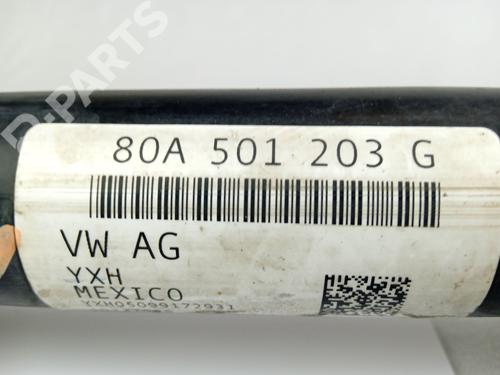 D-PARTS
80A 501 203 G
VW AG
YXH
MEXICO